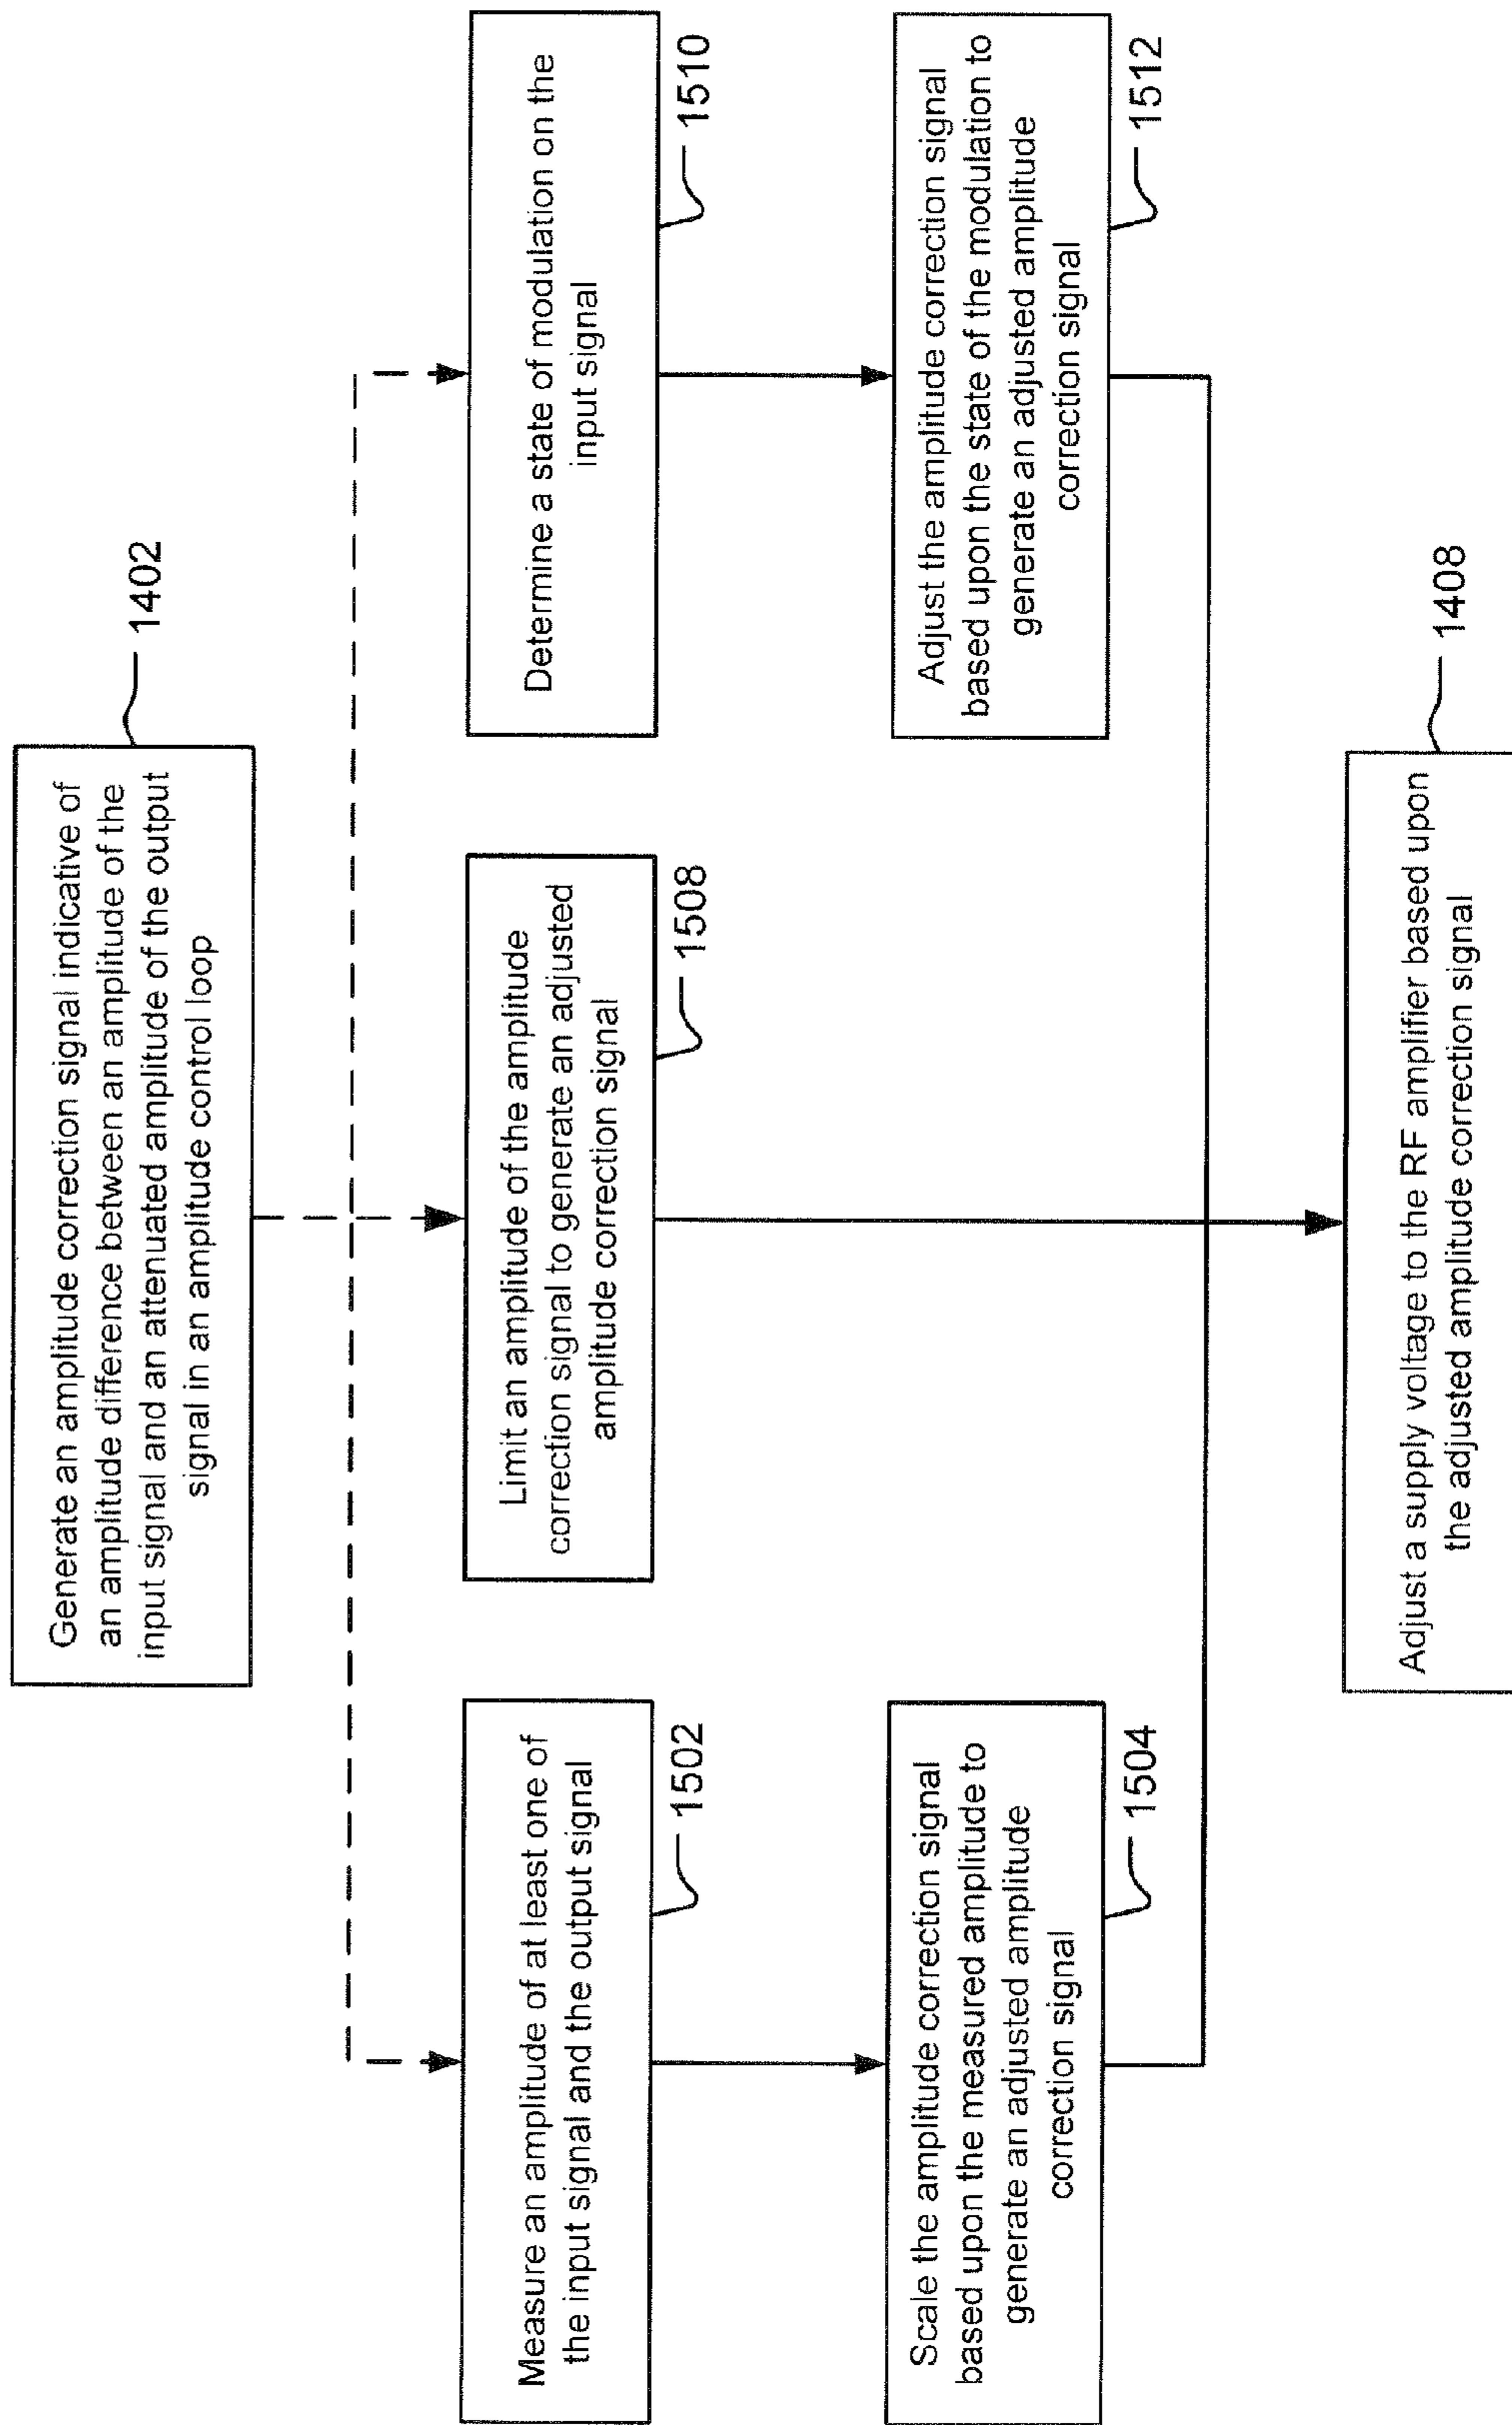 Generate an amplitude correction signal indicative of
an amplitude difference between an amplitude of the
input signal and an attenuated amplitude of the output
signal in an amplitude control loop
1402
Measure an amplitude of at least one of
the input signal and the output signal
1502
Scale the amplitude correction signal
based upon the measured amplitude to
generate an adjusted amplitude
correction signal
1504
Limit an amplitude of the amplitude
correction signal to generate an adjusted
amplitude correction signal
1508
Determine a state of modulation on the
input signal
1510
Adjust the amplitude correction signal
based upon the state of the modulation to
generate an adjusted amplitude
correction signal
1512
Adjust a supply voltage to the RF amplifier based upon
the adjusted amplitude correction signal
1408